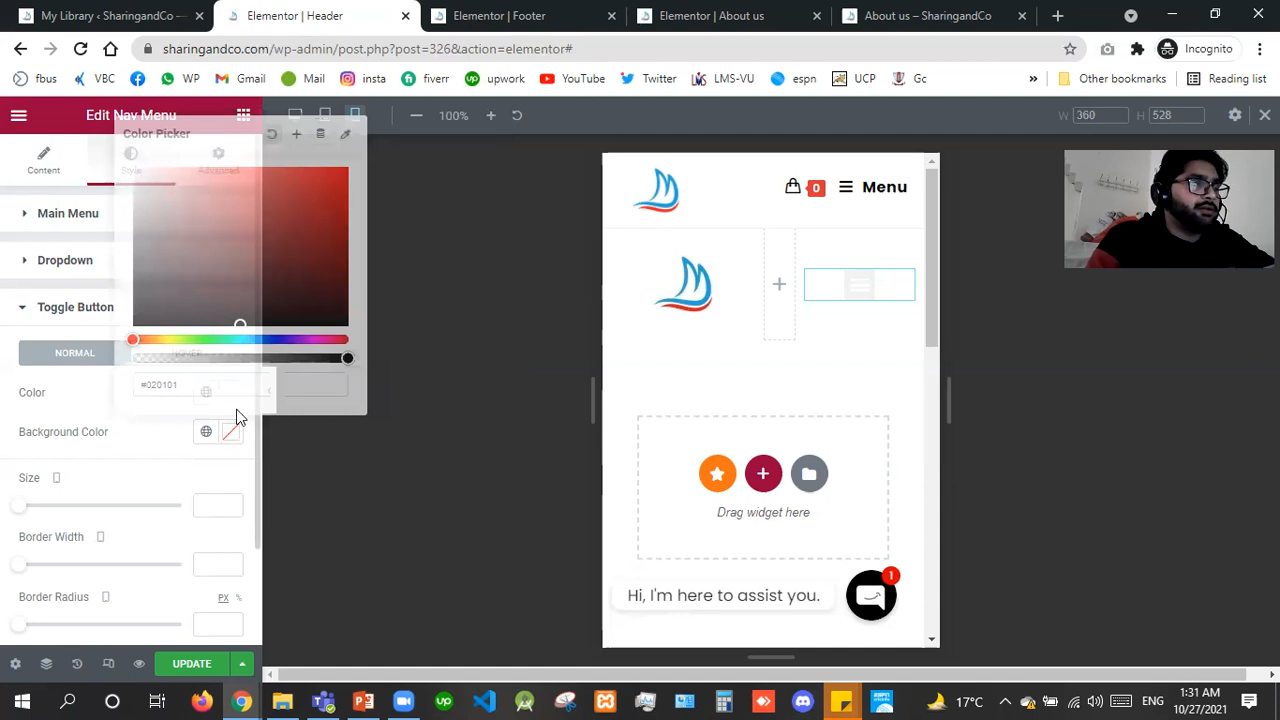 My Library ‹ SharingandCo —
Elementor | Header
Elementor | Footer
Elementor | About us
About us – SharingandCo
sharingandco.com/wp-admin/post.php?post=326&action=elementor#
Incognito
fbus
VBC
WP
Gmail
Mail
insta
fiverr
upwork
YouTube
Twitter
LMS-VU
espn
UCP
Gc
»
Other bookmarks
Reading list
Edit Nav Menu
100%
W 360
H 528
Color Picker
Content
Style
Advanced
Main Menu
0
Menu
Dropdown
Toggle Button
NORMAL
HOVER
#020101
Color
Background Color
Size
Border Width
Border Radius
PX %
Drag widget here
1
Hi, I'm here to assist you.
UPDATE
17°C
ENG
1:31 AM
10/27/2021